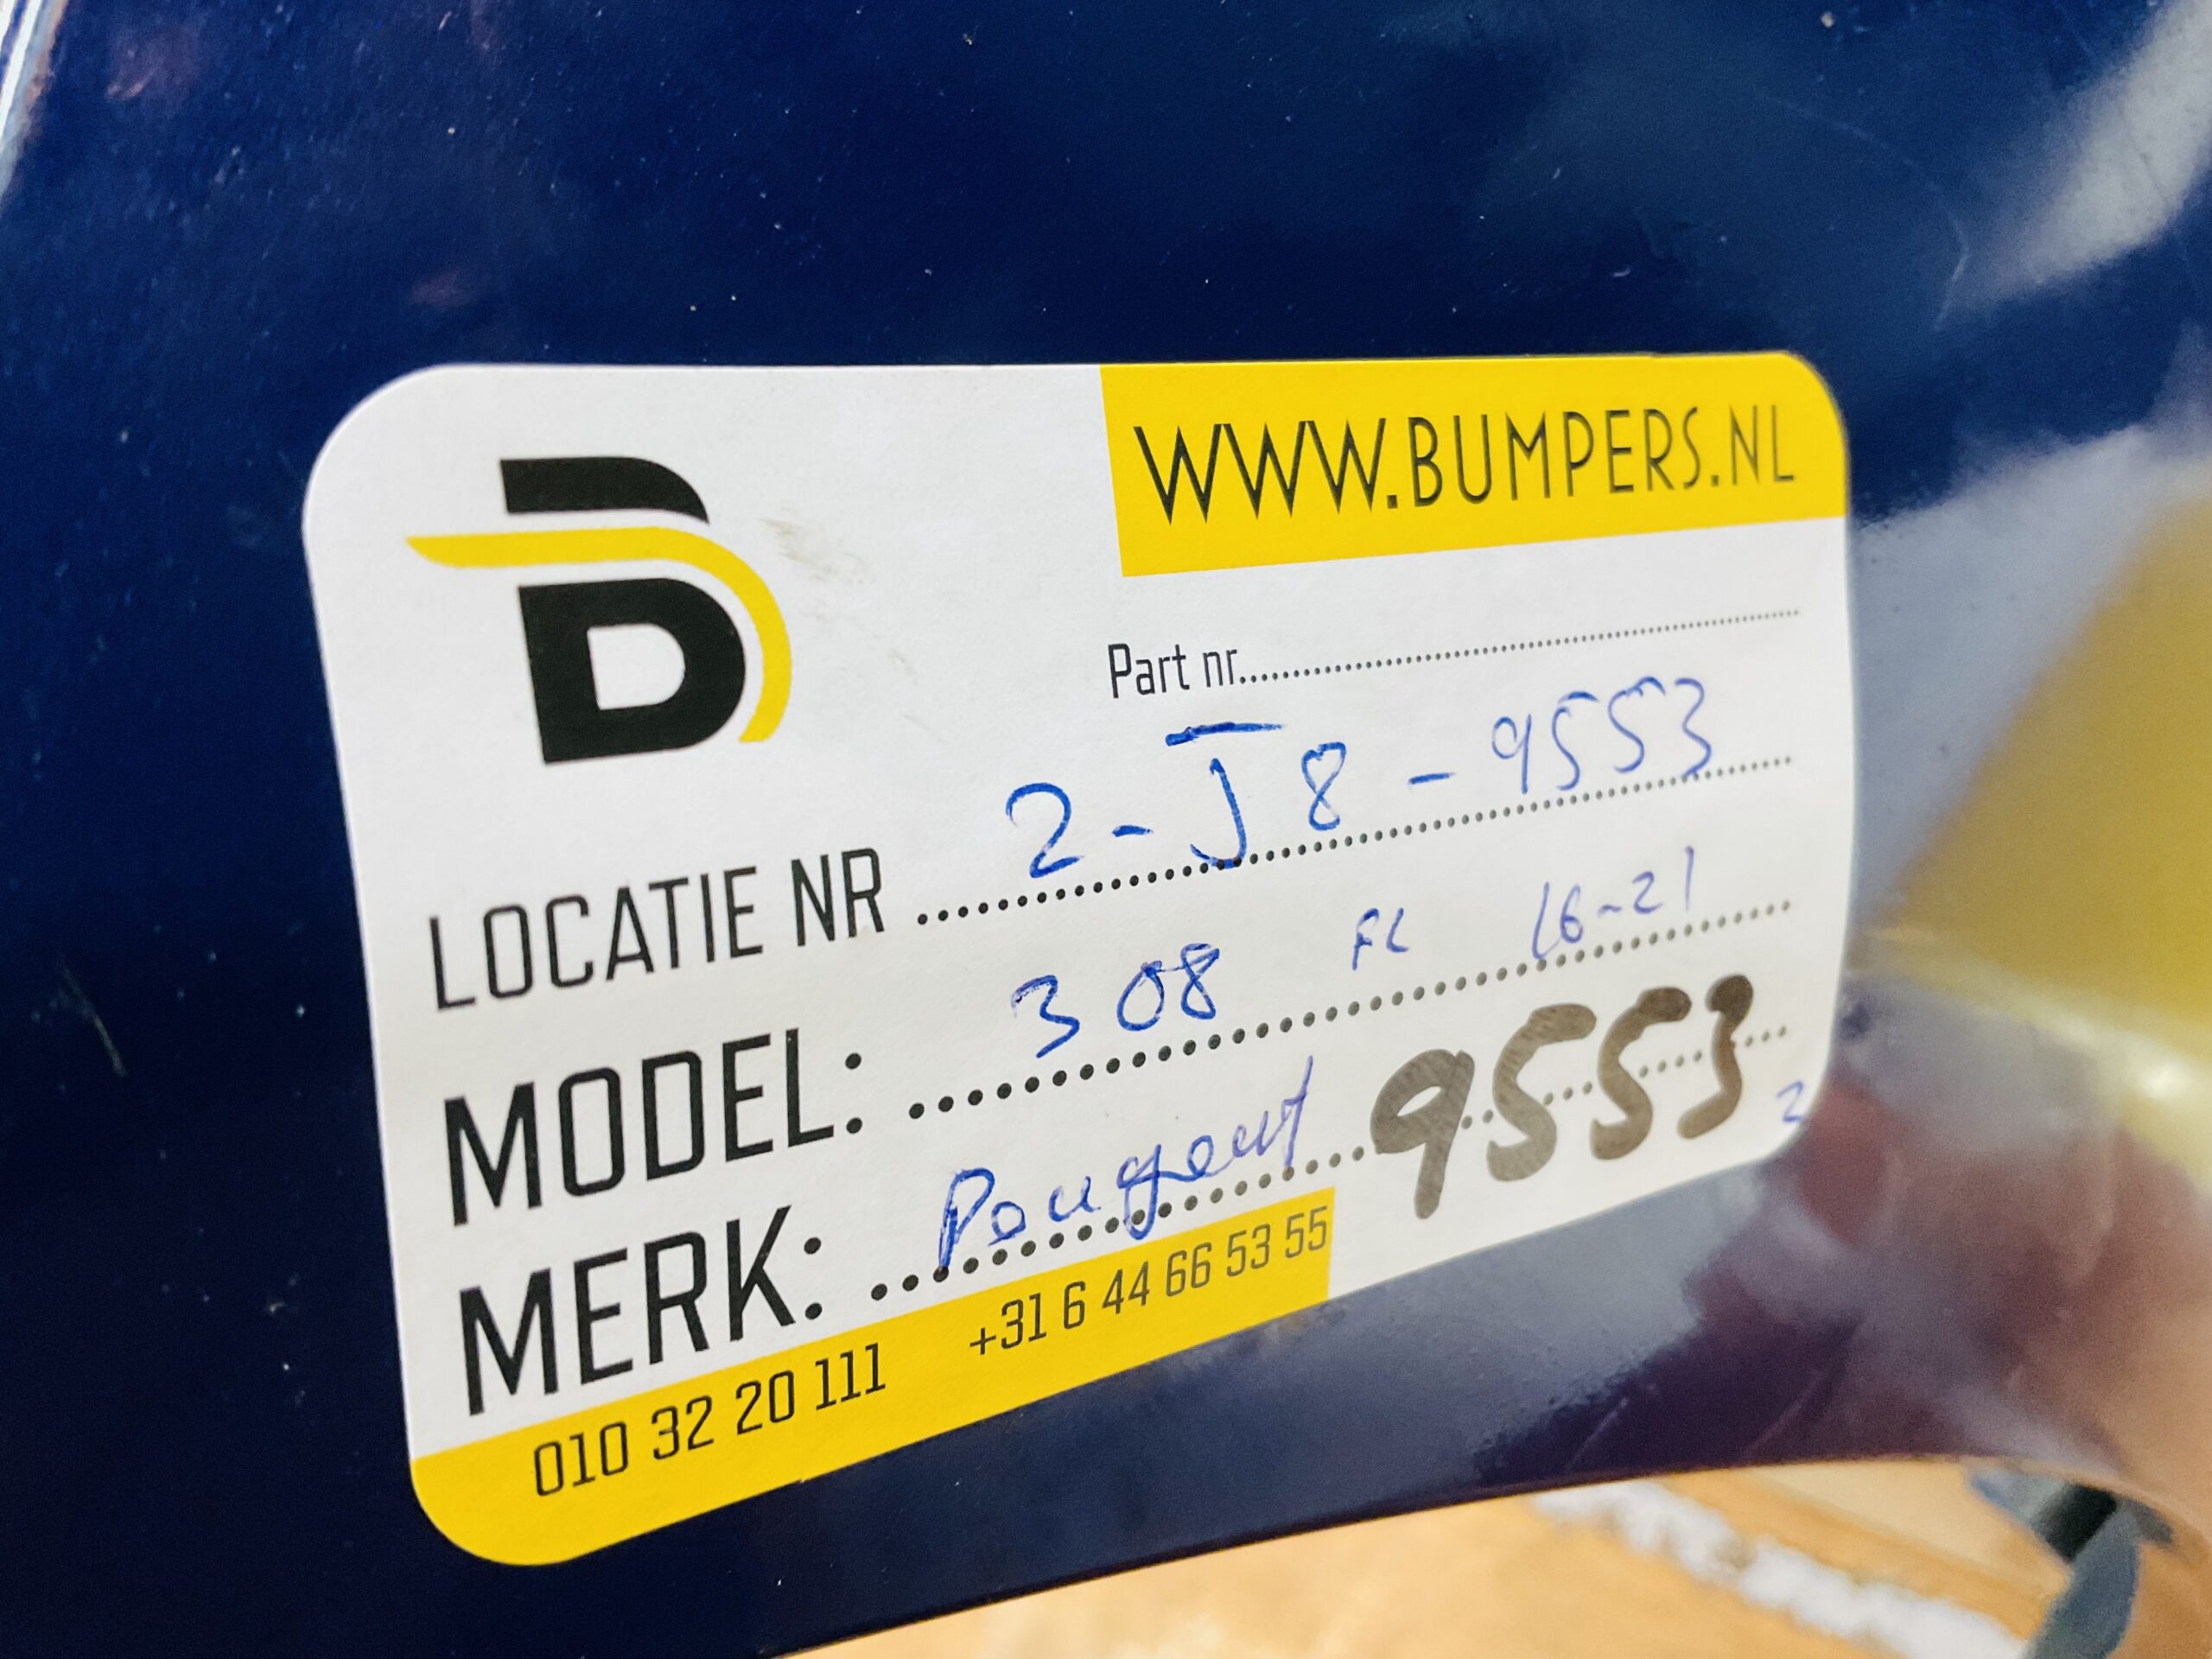 WWW.BUMPERS.NL
B
Part nr..........
LOCATIE NR 2-J8-9553
MODEL: 308 FL 16-21
MERK: Peugeot 9553 2
010 32 20 111 +31 6 44 66 53 55